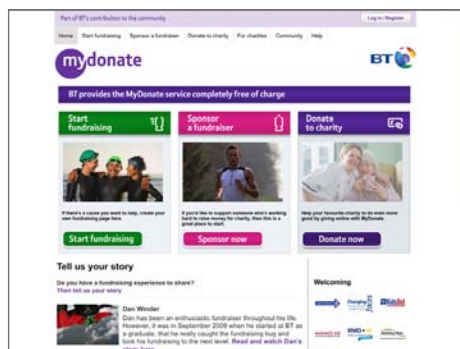 Part of BT's contribution to the community
Log in / Register
Home Start fundraising Sponsor a fundraiser Donate to charity For charities Community Help
mydonate
BT
BT provides the MyDonate service completely free of charge
Start
fundraising
Sponsor
a fundraiser
Donate
to charity
If there's a cause you want to help, create your
own fundraising page here.
If you'd like to support someone who's working
hard to raise money for charity, then this is a
great place to start.
Help your favourite charity to do even more
good by giving online with MyDonate.
Start fundraising
Sponsor now
Donate now
Tell us your story
Do you have a fundraising experience to share?
Then tell us your story
Welcoming
Dan Winder
Dan has been an enthusiastic fundraiser throughout his life.
However, it was in September 2009 when he started at BT as
a graduate, that he really caught the fundraising bug and
took his fundraising to the next level. Read and watch Dan's
story here
Changing
faces
KidsOut